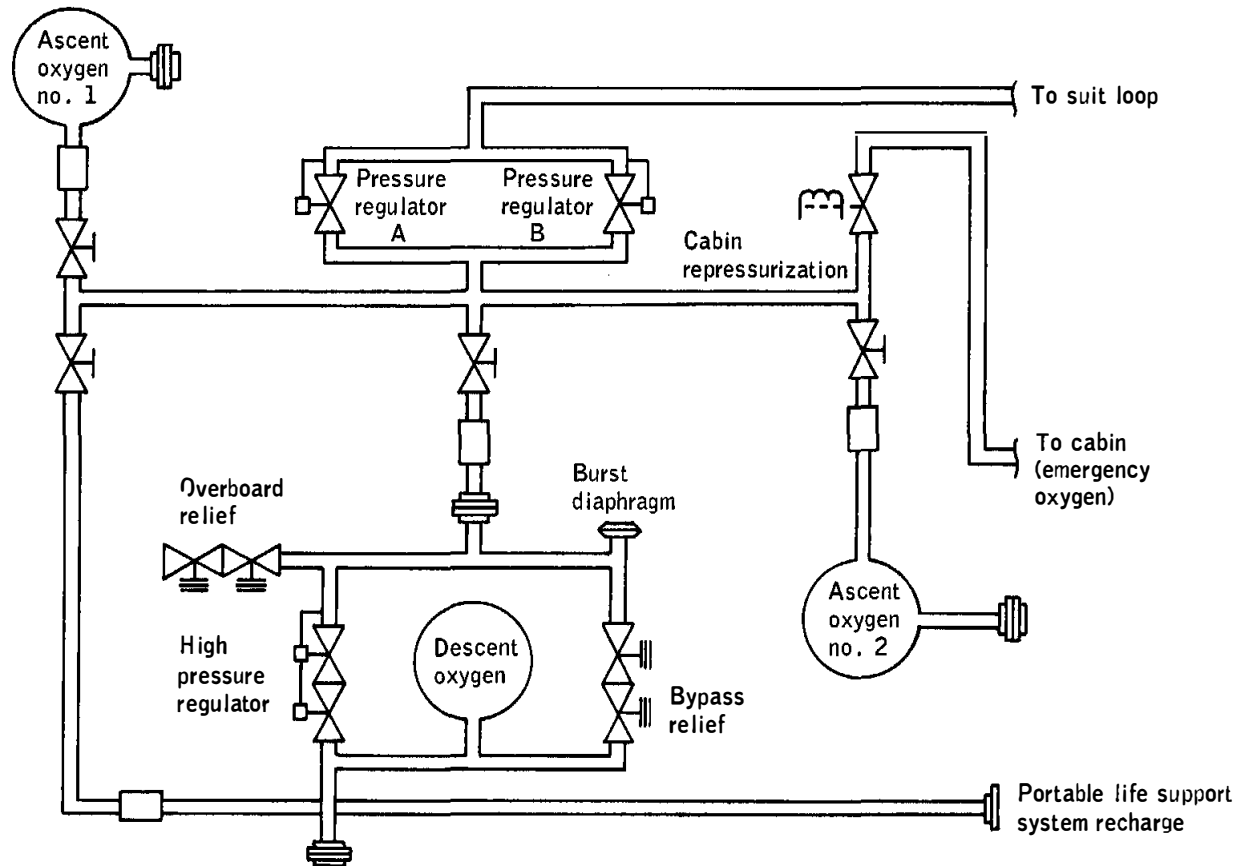 Ascent
oxygen
no. 1
To suit loop
Pressure
regulator
A
Pressure
regulator
B
Cabin
repressurization
To cabin
(emergency
oxygen)
Overboard
relief
Burst
diaphragm
High
pressure
regulator
Descent
oxygen
Bypass
relief
Ascent
oxygen
no. 2
Portable life support
system recharge